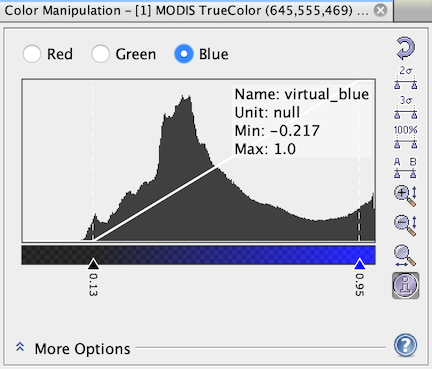 Color Manipulation - [1] MODIS TrueColor (645,555,469) ...
Red Green Blue
Name: virtual_blue
Unit: null
Min: -0.217
Max: 1.0
2σ
3σ
100%
A B
0.13
0.95
More Options